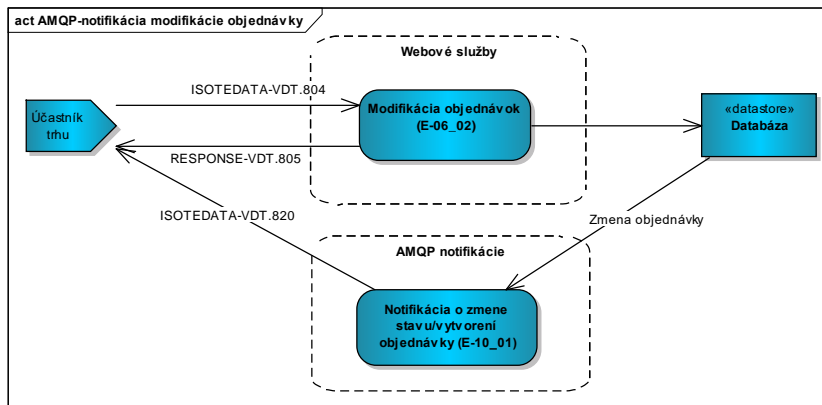 act AMQP-notifikácia modifikácie objednávky
Webové služby
ISOTEDATA-VDT.804
Modifikácia objednávok
(E-06_02)
«datastore»
Databáza
Účastník
trhu
RESPONSE-VDT.805
ISOTEDATA-VDT.820
Zmena objednávky
AMQP notifikácie
Notifikácia o zmene
stavu/vytvorení
objednávky (E-10_01)